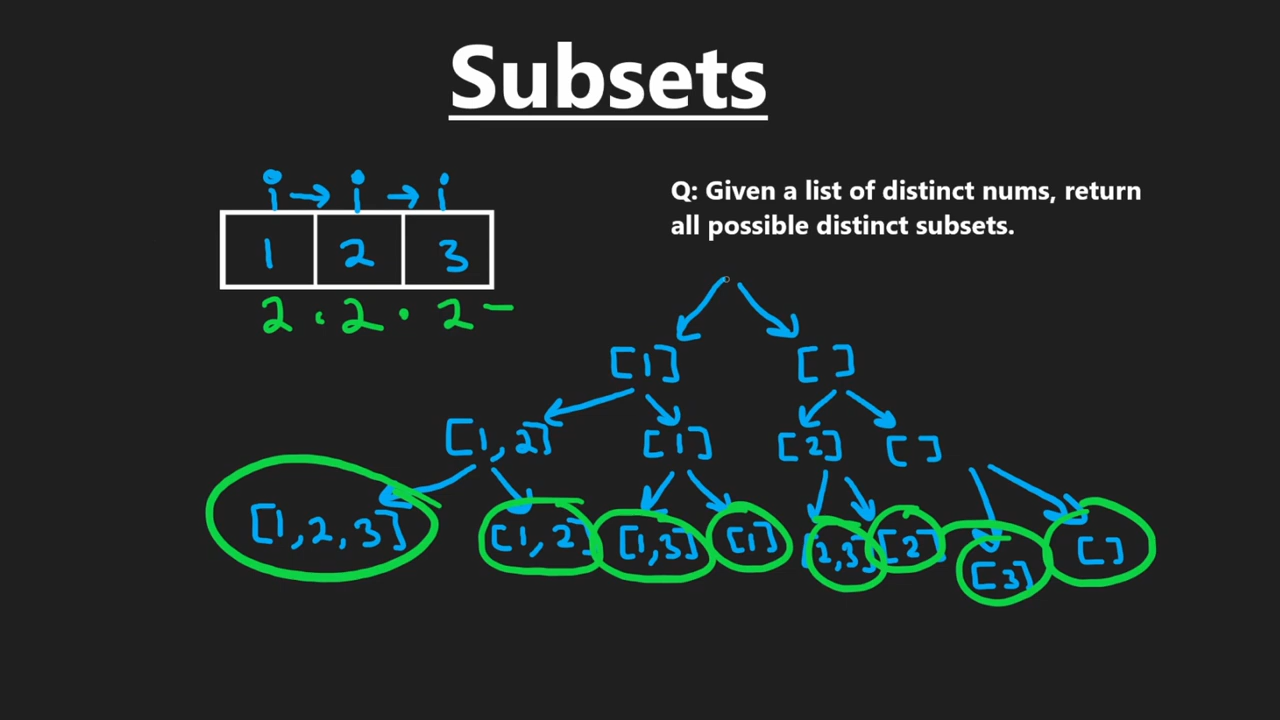 Subsets
i → i → i
1 2 3
2 · 2 · 2 -
Q: Given a list of distinct nums, return
all possible distinct subsets.
[1] [ ]
[1,2] [1] [2] [ ]
[1,2,3] [1,2] [1,3] [1] [2,3] [2] [3] [ ]